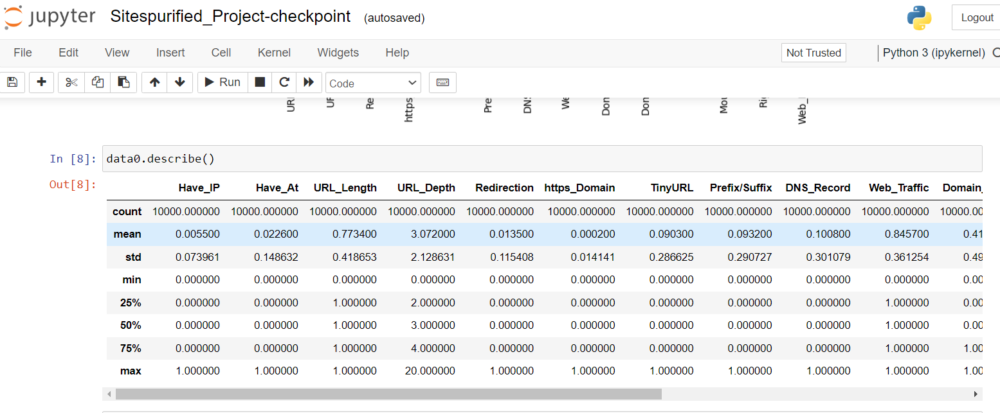 jupyter Sitespurified_Project-checkpoint (autosaved) Logout
File Edit View Insert Cell Kernel Widgets Help Not Trusted Python 3 (ipykernel)
Run Code
https Web_
In [8]: data0.describe()
Out[8]:
Have_IP Have_At URL_Length URL_Depth Redirection https_Domain TinyURL Prefix/Suffix DNS_Record Web_Traffic Domain_
count 10000.000000 10000.000000 10000.000000 10000.000000 10000.000000 10000.000000 10000.000000 10000.000000 10000.000000 10000.000000 10000.00
mean 0.005500 0.022600 0.773400 3.072000 0.013500 0.000200 0.090300 0.093200 0.100800 0.845700 0.41
std 0.073961 0.148632 0.418653 2.128631 0.115408 0.014141 0.286625 0.290727 0.301079 0.361254 0.49
min 0.000000 0.000000 0.000000 0.000000 0.000000 0.000000 0.000000 0.000000 0.000000 0.000000 0.00
25% 0.000000 0.000000 1.000000 2.000000 0.000000 0.000000 0.000000 0.000000 0.000000 1.000000 0.00
50% 0.000000 0.000000 1.000000 3.000000 0.000000 0.000000 0.000000 0.000000 0.000000 1.000000 0.00
75% 0.000000 0.000000 1.000000 4.000000 0.000000 0.000000 0.000000 0.000000 0.000000 1.000000 1.00
max 1.000000 1.000000 1.000000 20.000000 1.000000 1.000000 1.000000 1.000000 1.000000 1.000000 1.00